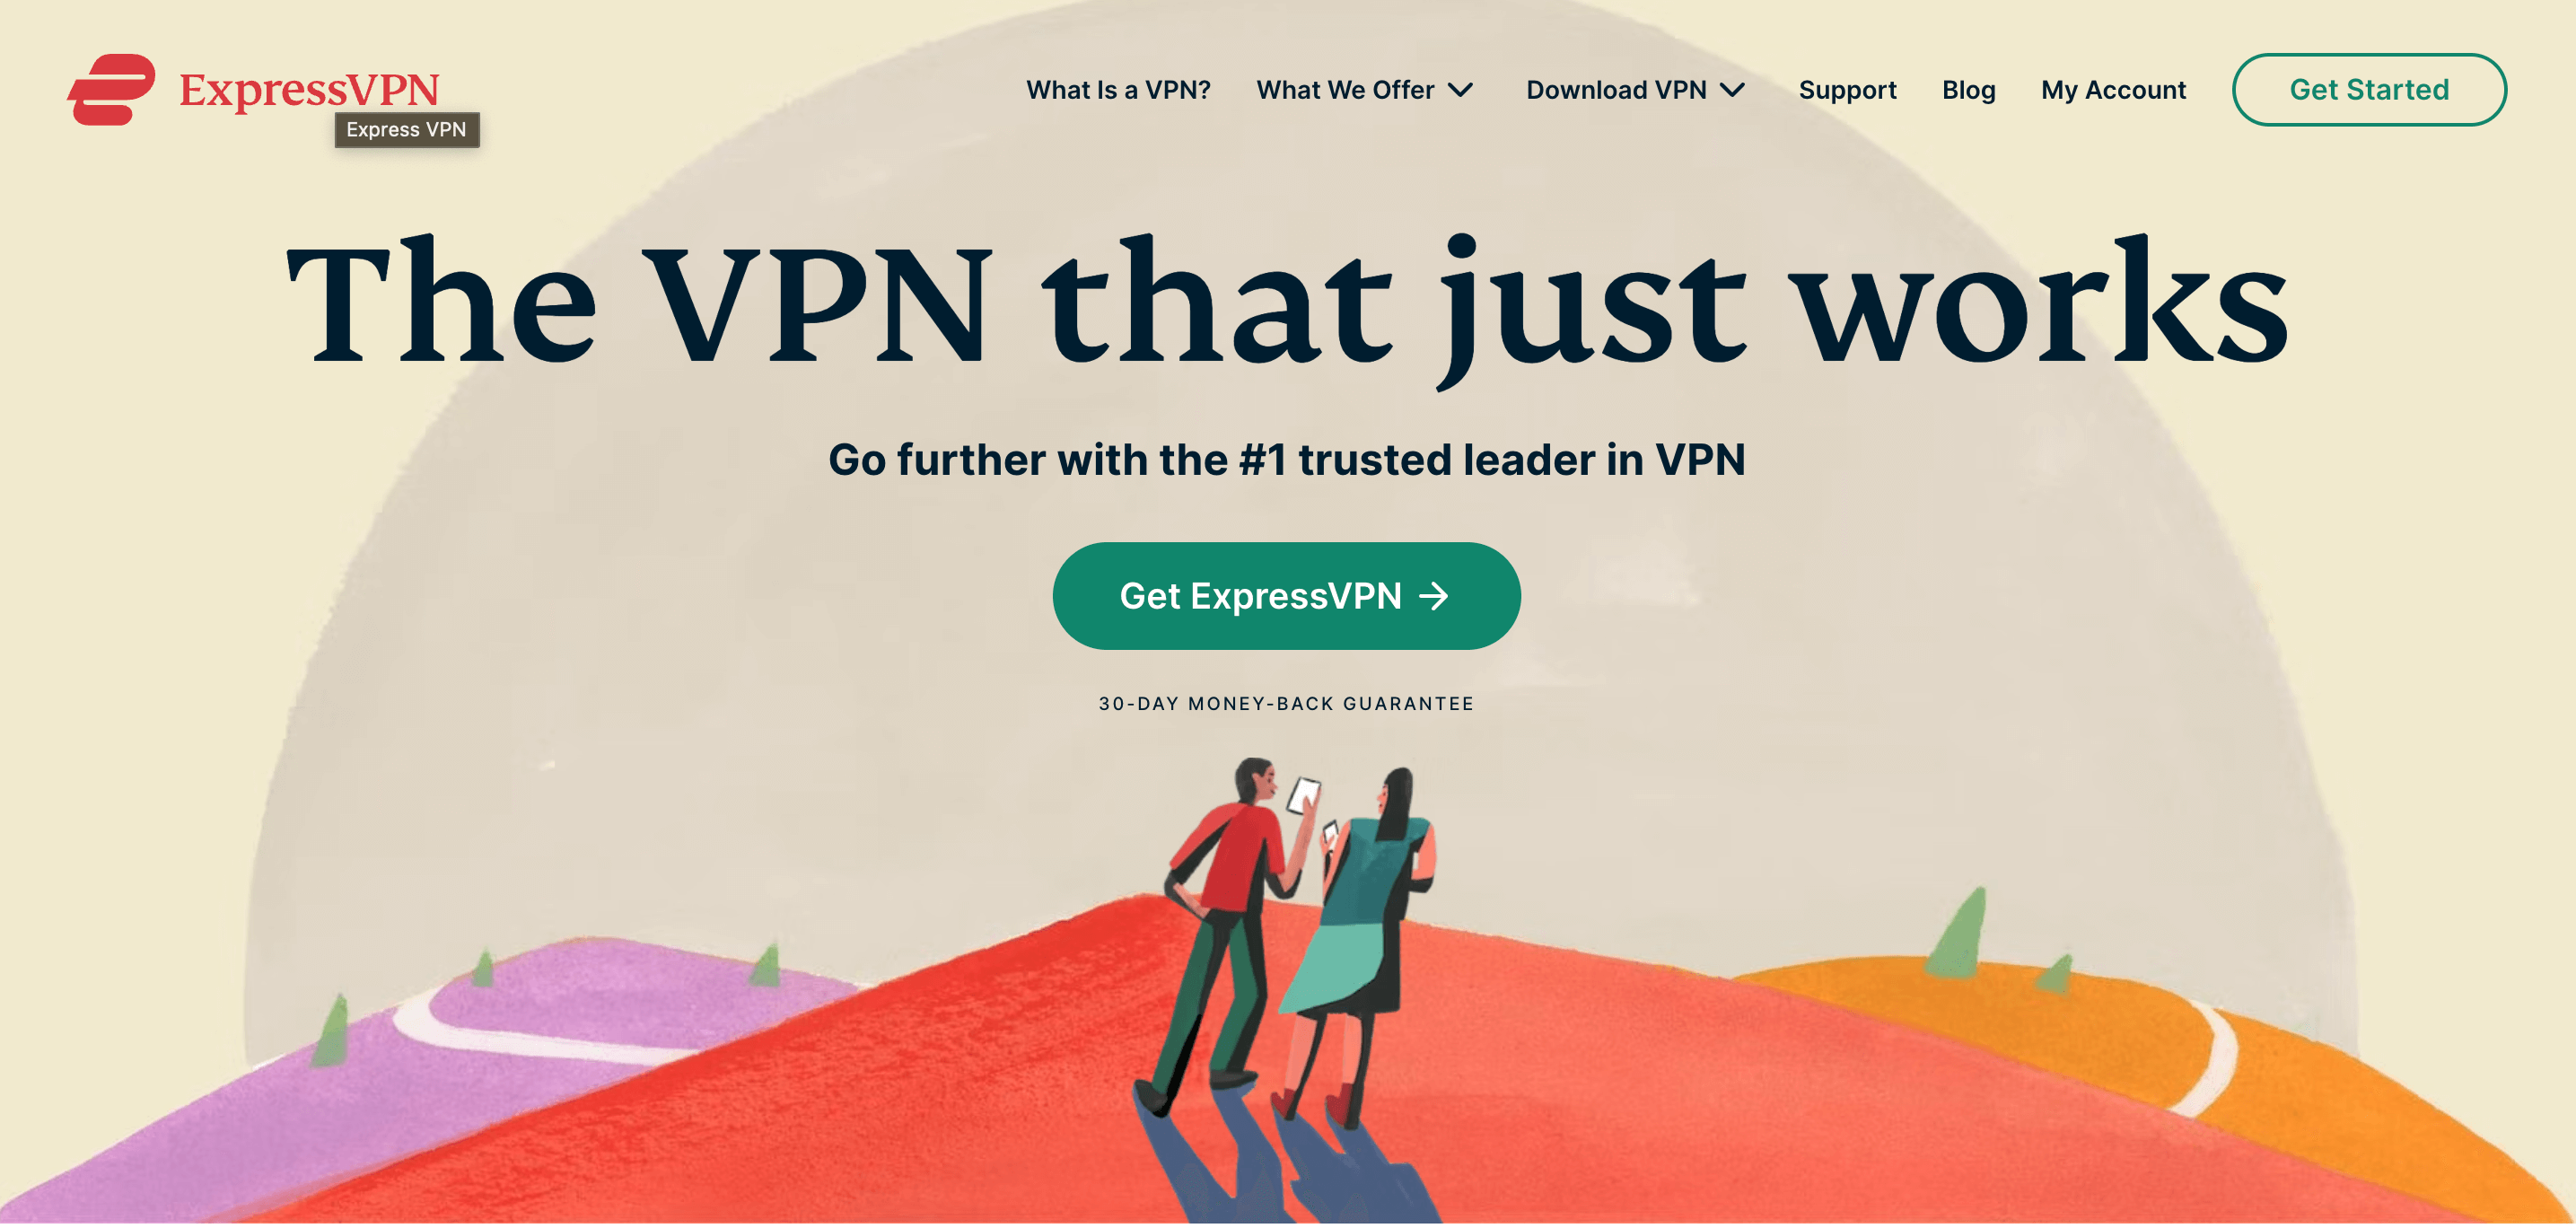 ExpressVPN
Express VPN
What Is a VPN? What We Offer Download VPN Support Blog My Account Get Started
The VPN that just works
Go further with the #1 trusted leader in VPN
Get ExpressVPN →
30-DAY MONEY-BACK GUARANTEE